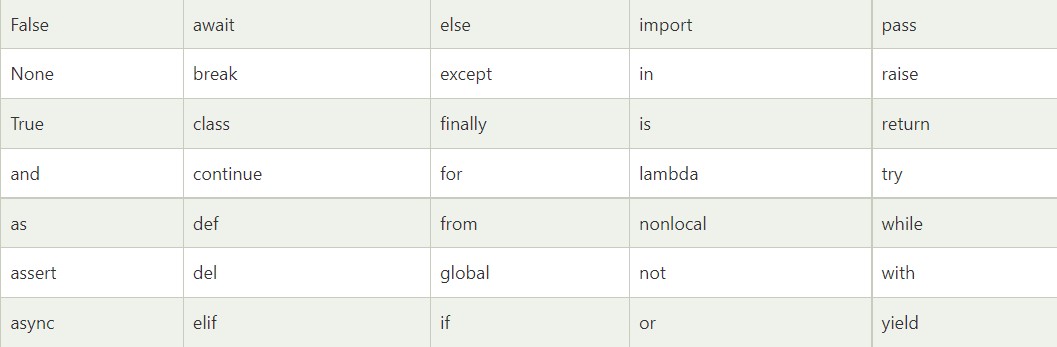 False await else import pass
None break except in raise
True class finally is return
and continue for lambda try
as def from nonlocal while
assert del global not with
async elif if or yield